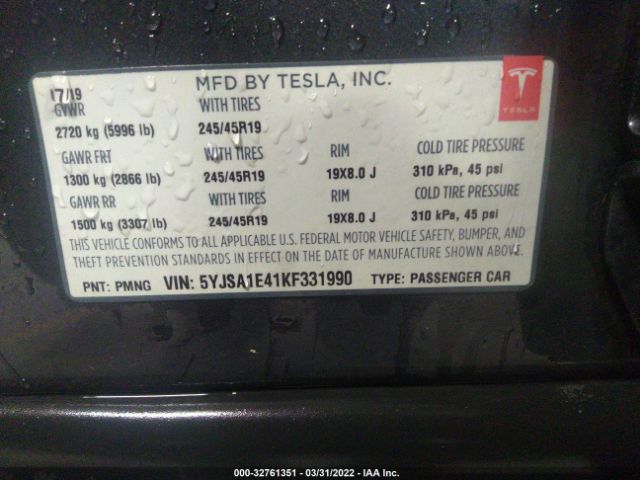 MFD BY TESLA, INC.
TESLA
7/19
GVWR WITH TIRES
2720 kg (5996 lb) 245/45R19
GAWR FRT WITH TIRES RIM COLD TIRE PRESSURE
1300 kg (2866 lb) 245/45R19 19X8.0 J 310 kPa, 45 psi
GAWR RR WITH TIRES RIM COLD TIRE PRESSURE
1500 kg (3307 lb) 245/45R19 19X8.0 J 310 kPa, 45 psi
THIS VEHICLE CONFORMS TO ALL APPLICABLE U.S. FEDERAL MOTOR VEHICLE SAFETY, BUMPER, AND
THEFT PREVENTION STANDARDS IN EFFECT ON THE DATE OF MANUFACTURE SHOWN ABOVE.
PNT: PMNG VIN: 5YJSA1E41KF331990 TYPE: PASSENGER CAR
000-32761351 — 03/31/2022 — IAA Inc.